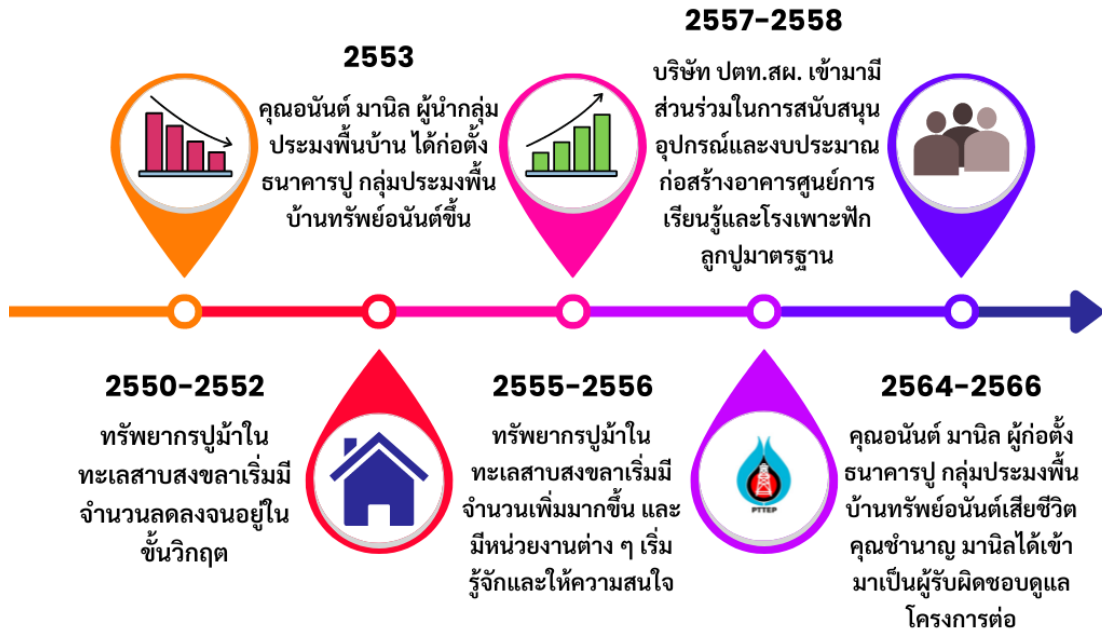 2550-2552
ทรัพยากรปูม้าใน
ทะเลสาบสงขลาเริ่มมี
จำนวนลดลงจนอยู่ใน
ขั้นวิกฤต
2553
คุณอนันต์ มานิล ผู้นำกลุ่ม
ประมงพื้นบ้าน ได้ก่อตั้ง
ธนาคารปู กลุ่มประมงพื้น
บ้านทรัพย์อนันต์ขึ้น
2555-2556
ทรัพยากรปูม้าใน
ทะเลสาบสงขลาเริ่มมี
จำนวนเพิ่มมากขึ้น และ
มีหน่วยงานต่าง ๆ เริ่ม
รู้จักและให้ความสนใจ
2557-2558
บริษัท ปตท.สผ. เข้ามามี
ส่วนร่วมในการสนับสนุน
อุปกรณ์และงบประมาณ
ก่อสร้างอาคารศูนย์การ
เรียนรู้และโรงเพาะฟัก
ลูกปูมาตรฐาน
PTTEP
2564-2566
คุณอนันต์ มานิล ผู้ก่อตั้ง
ธนาคารปู กลุ่มประมงพื้น
บ้านทรัพย์อนันต์เสียชีวิต
คุณชำนาญ มานิลได้เข้า
มาเป็นผู้รับผิดชอบดูแล
โครงการต่อ